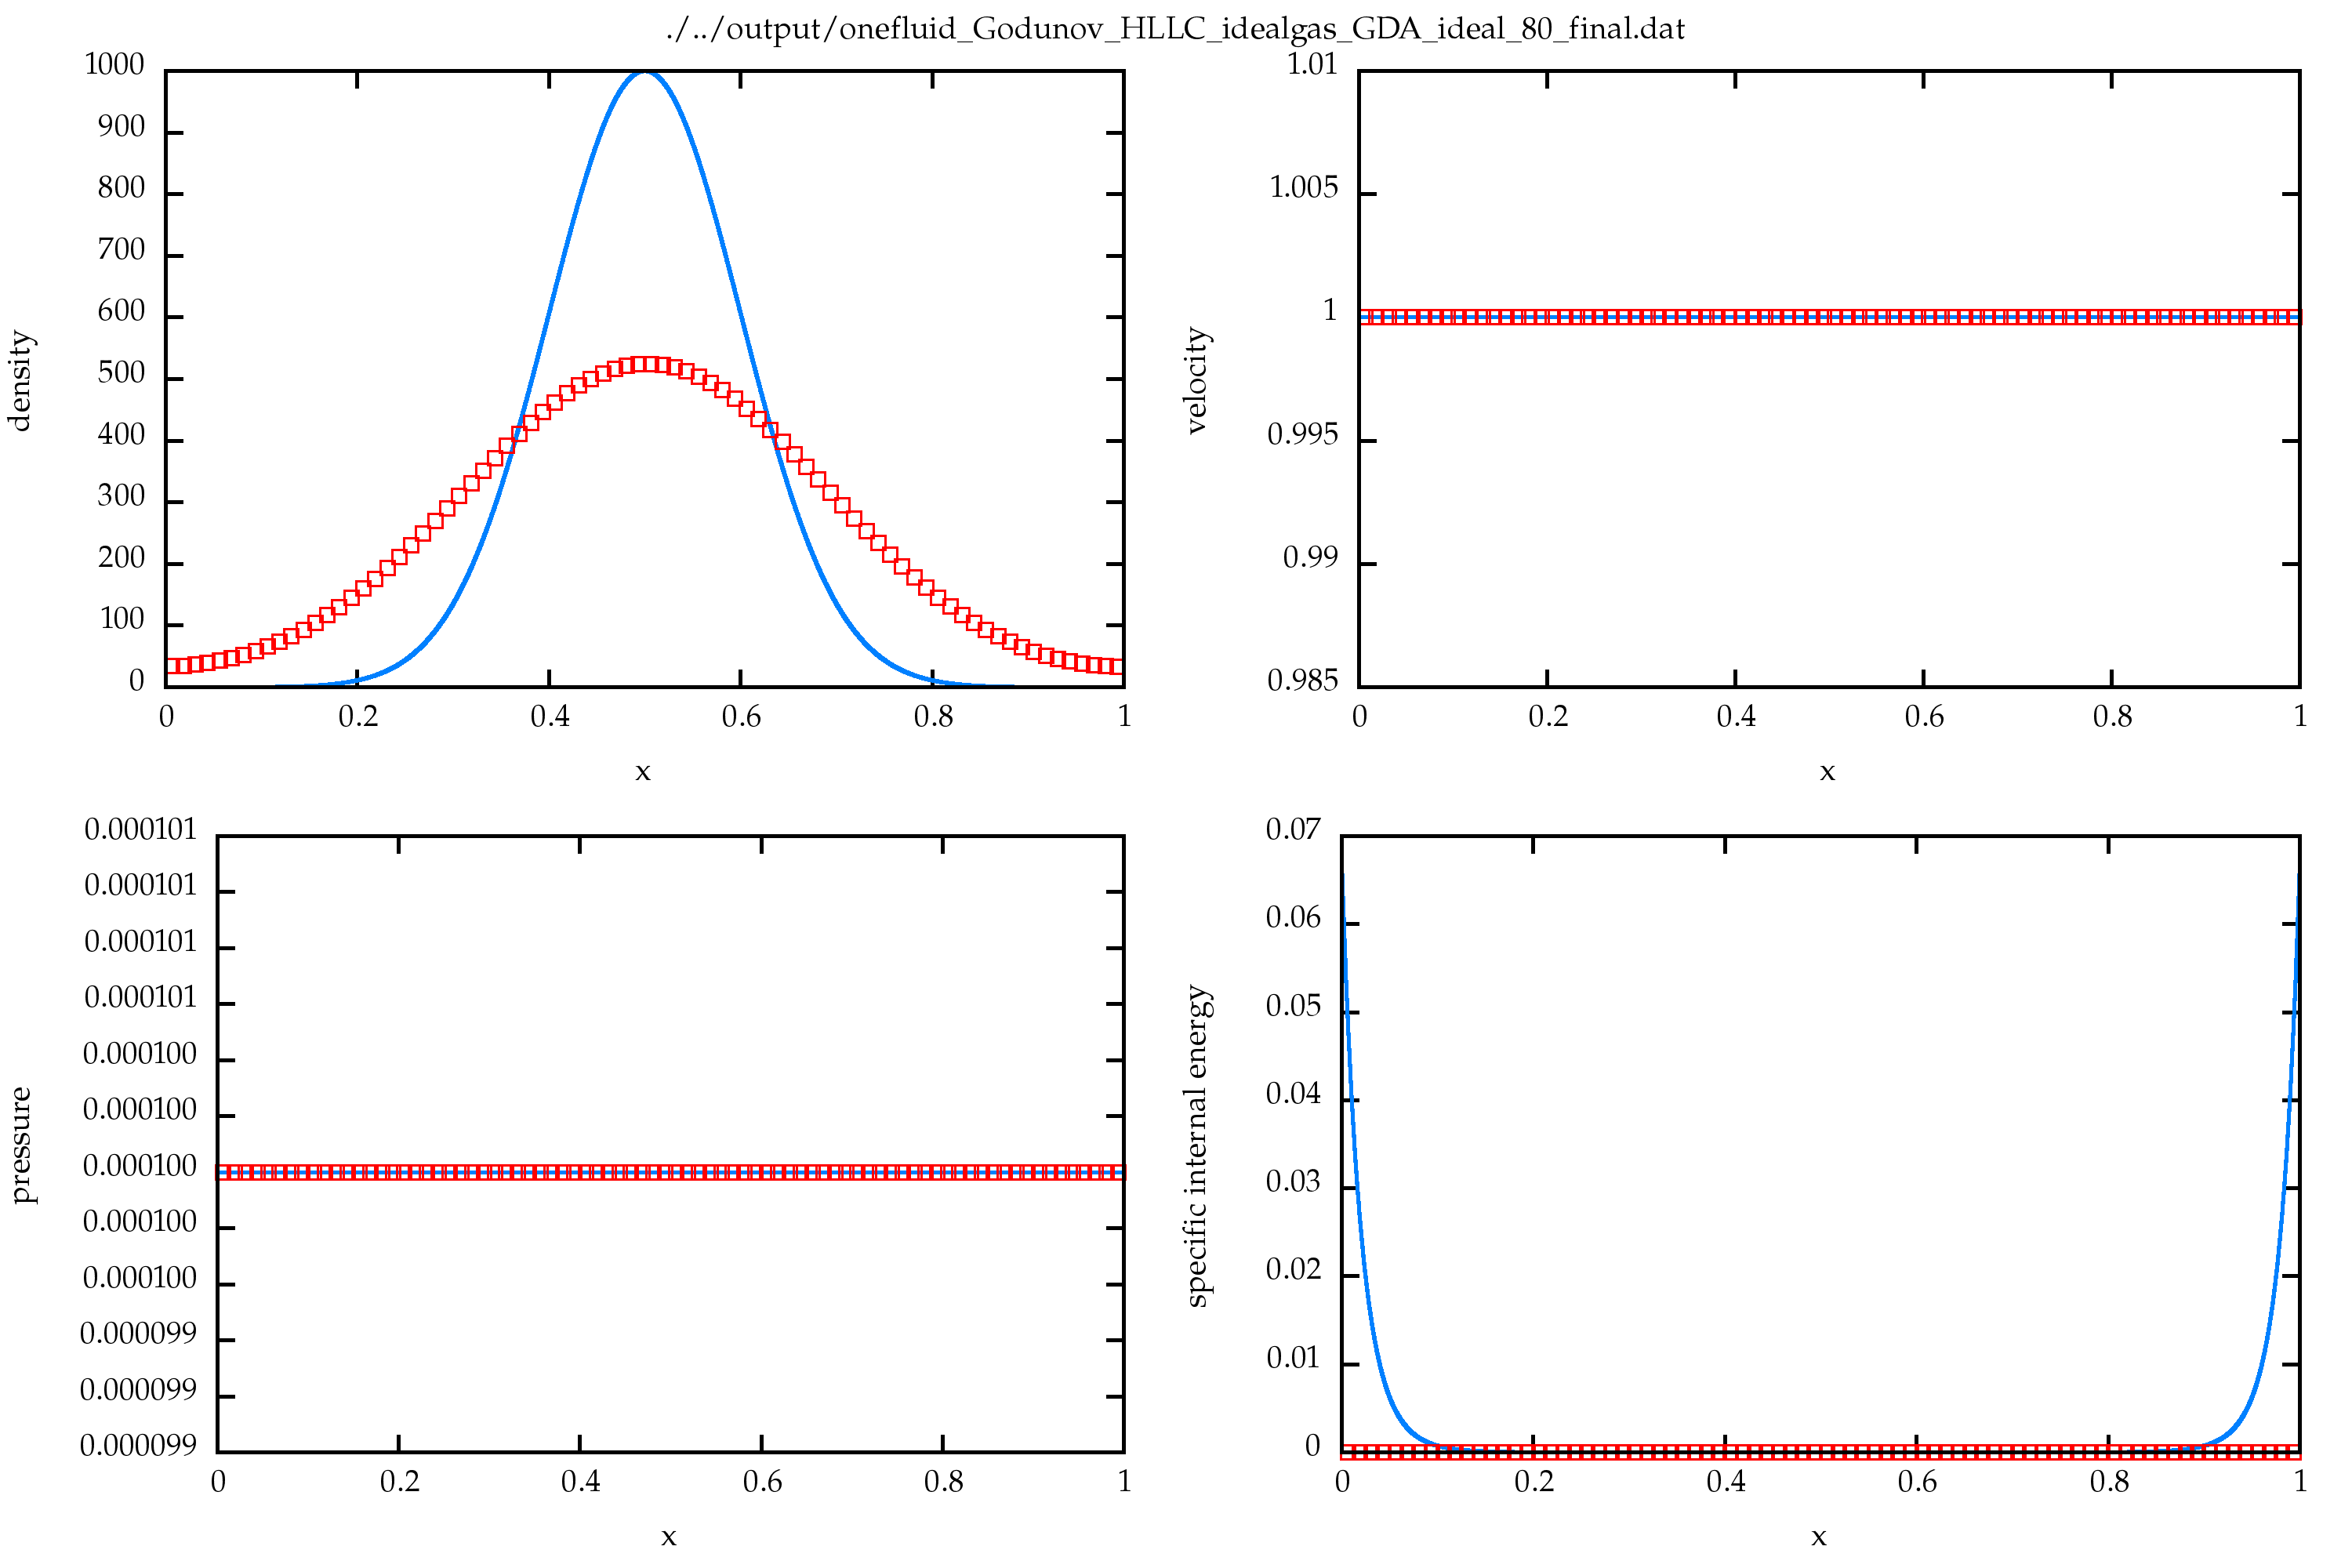 ./../output/onefluid_Godunov_HLLC_idealgas_GDA_ideal_80_final.dat
1000
900
800
700
600
500
400
300
200
100
0
0 0.2 0.4 0.6 0.8 1
density
x
1.01
1.005
1
0.995
0.99
0.985
0 0.2 0.4 0.6 0.8 1
velocity
x
0.000101
0.000101
0.000101
0.000101
0.000100
0.000100
0.000100
0.000100
0.000100
0.000099
0.000099
0.000099
0 0.2 0.4 0.6 0.8 1
pressure
x
0.07
0.06
0.05
0.04
0.03
0.02
0.01
0
0 0.2 0.4 0.6 0.8 1
specific internal energy
x